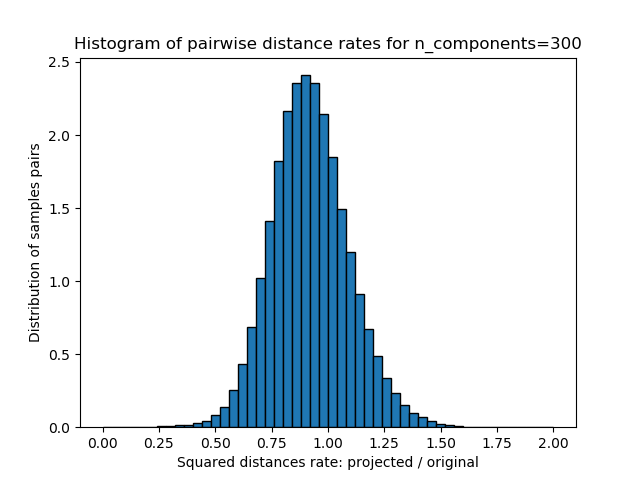 Histogram of pairwise distance rates for n_components=300
2.5
2.0
1.5
1.0
0.5
0.0
Distribution of samples pairs
0.00 0.25 0.50 0.75 1.00 1.25 1.50 1.75 2.00
Squared distances rate: projected / original